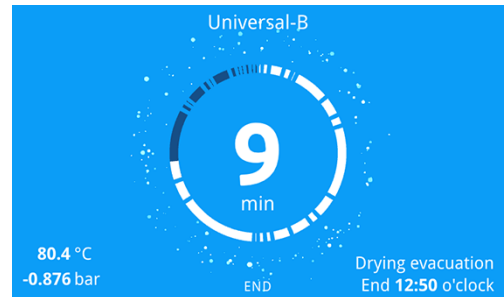 Universal-B
9
min
80.4 °C
-0.876 bar
END
Drying evacuation
End 12:50 o'clock